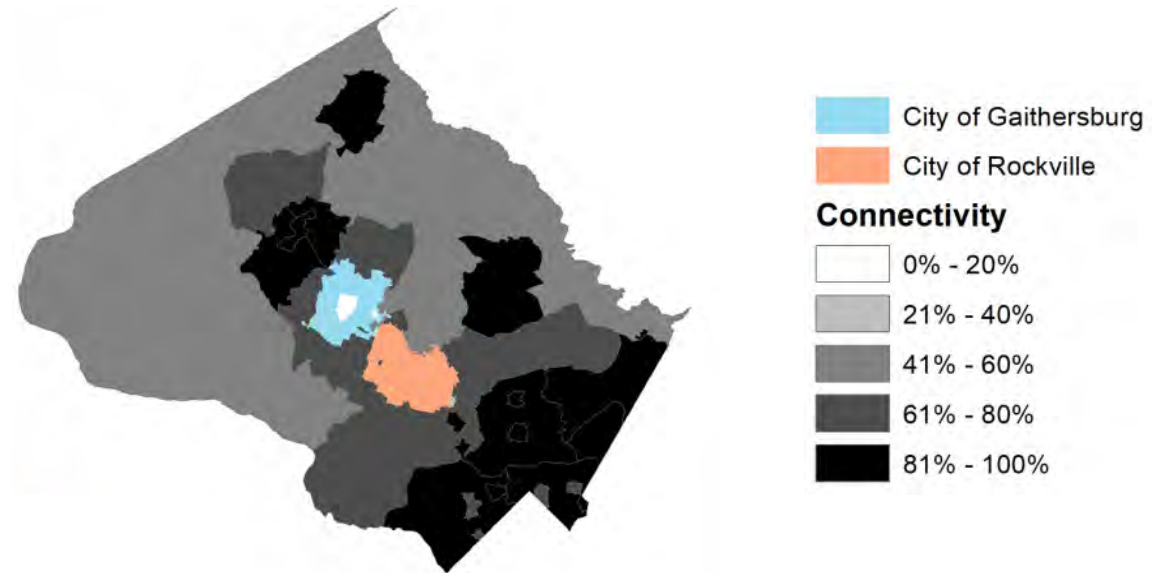 City of Gaithersburg
City of Rockville
Connectivity
0% - 20%
21% - 40%
41% - 60%
61% - 80%
81% - 100%